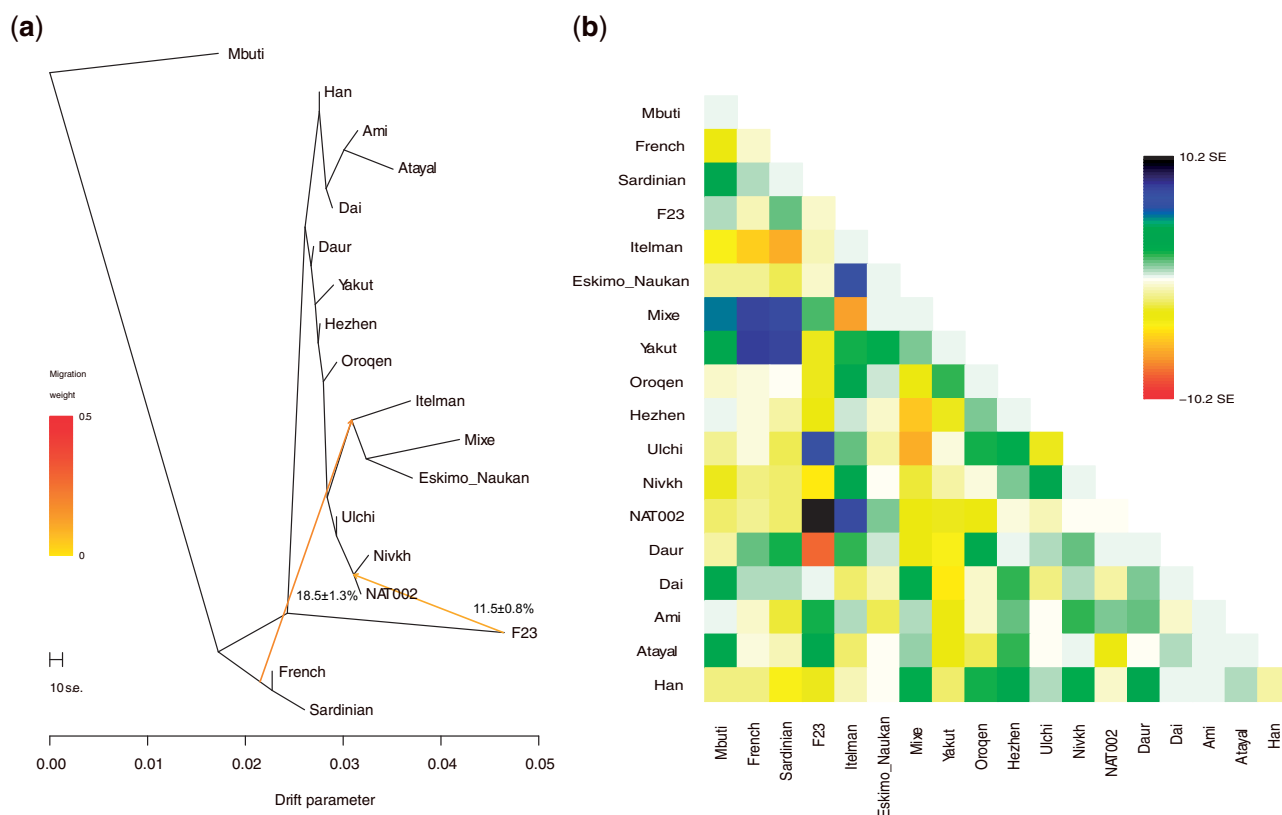 (a)
Mbuti
Han
Ami
Atayal
Dai
Daur
Yakut
Hezhen
Oroqen
Itelman
Mixe
Eskimo_Naukan
Ulchi
Nivkh
NAT002
F23
French
Sardinian
18.5±1.3%
11.5±0.8%
Migration
weight
0.5
0
10 s.e.
0.00 0.01 0.02 0.03 0.04 0.05
Drift parameter
(b)
Mbuti
French
Sardinian
F23
Itelman
Eskimo_Naukan
Mixe
Yakut
Oroqen
Hezhen
Ulchi
Nivkh
NAT002
Daur
Dai
Ami
Atayal
Han
Mbuti
French
Sardinian
F23
Itelman
Eskimo_Naukan
Mixe
Yakut
Oroqen
Hezhen
Ulchi
Nivkh
NAT002
Daur
Dai
Ami
Atayal
Han
10.2 SE
−10.2 SE